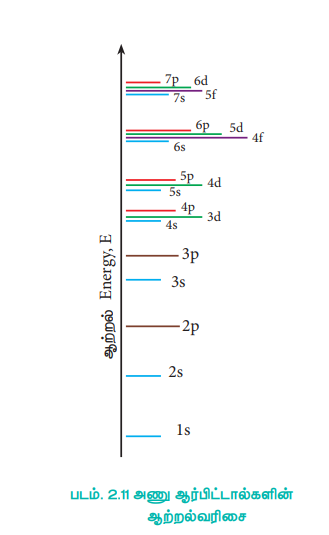 7p 6d
7s 5f
6p 5d
4f
6s
5p
4d
5s
4p
3d
4s
3p
3s
2p
2s
1s
ஆற்றல் Energy, E
படம். 2.11 அணு ஆர்பிட்டால்களின்
ஆற்றல்வரிசை